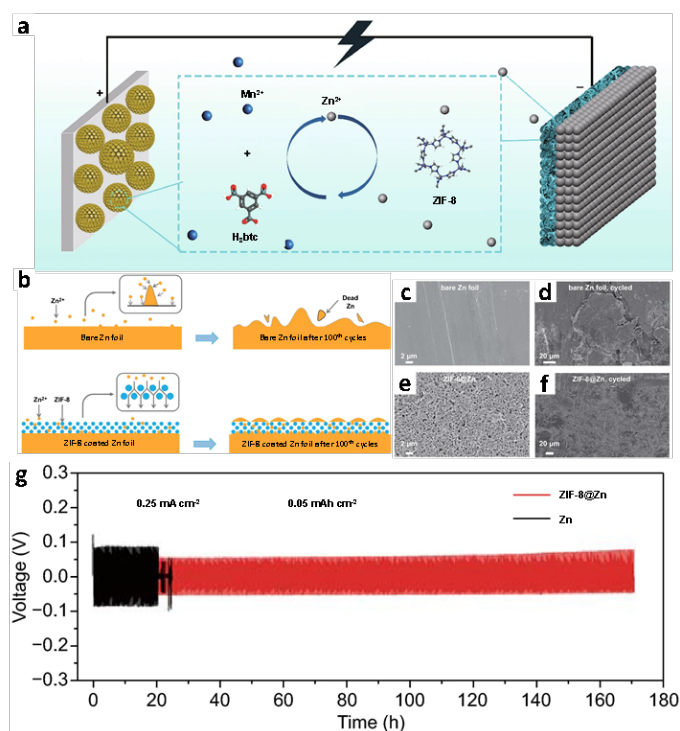 a
+
−
Mn²⁺
Zn²⁺
+
H₂btc
ZIF-8
b
Zn²⁺
Bare Zn foil
Dead
Zn
Bare Zn foil after 100th cycles
Zn²⁺
ZIF-8
ZIF-8 coated Zn foil
ZIF-8 coated Zn foil after 100th cycles
c
bare Zn foil
2 µm
d
bare Zn foil, cycled
20 µm
e
ZIF-8@Zn
2 µm
f
ZIF-8@Zn, cycled
20 µm
g
0.25 mA cm⁻²
0.05 mAh cm⁻²
ZIF-8@Zn
Zn
Voltage (V)
0.3
0.2
0.1
0.0
−0.1
−0.2
−0.3
0
20
40
60
80
100
120
140
160
180
Time (h)